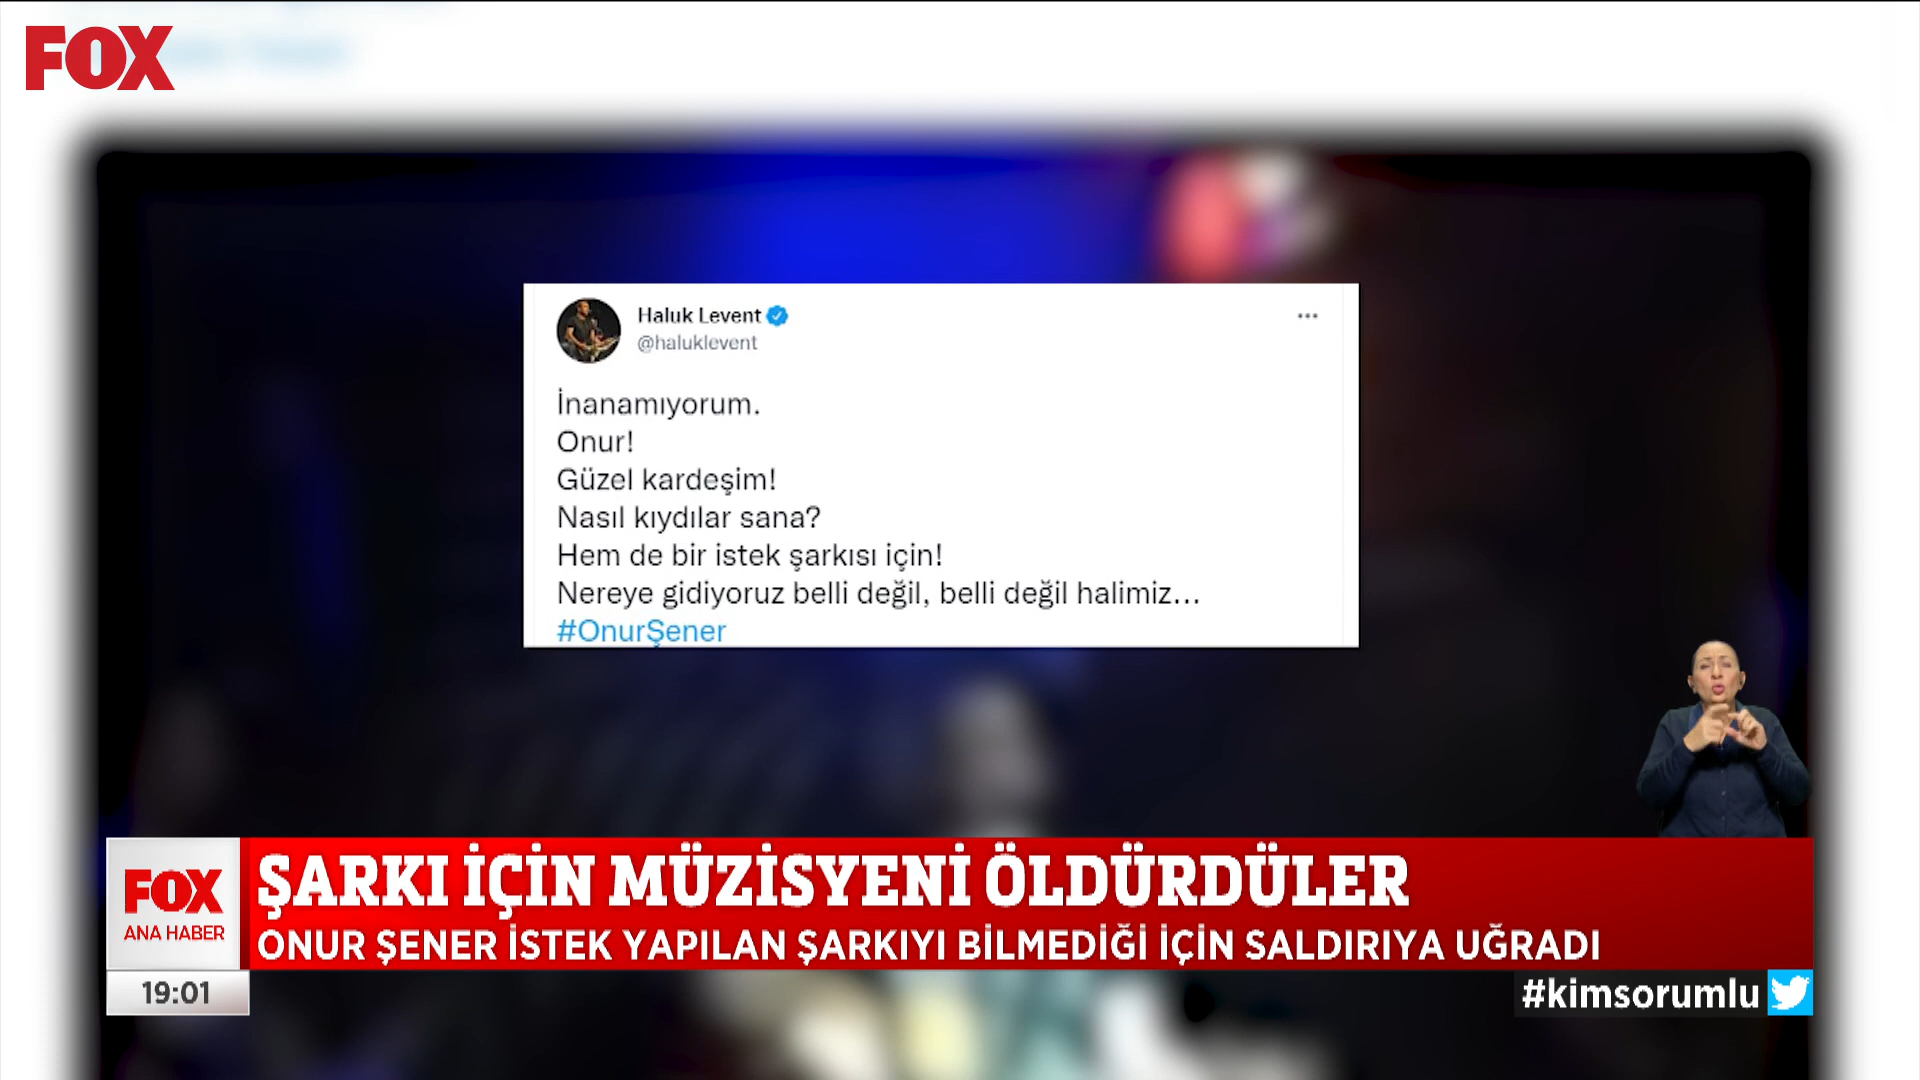 FOX
Haluk Levent
@haluklevent
İnanamıyorum.
Onur!
Güzel kardeşim!
Nasıl kıydılar sana?
Hem de bir istek şarkısı için!
Nereye gidiyoruz belli değil, belli değil halimiz...
#OnurŞener
FOX
ANA HABER
ŞARKI İÇİN MÜZİSYENİ ÖLDÜRDÜLER
ONUR ŞENER İSTEK YAPILAN ŞARKIYI BİLMEDİĞİ İÇİN SALDIRIYA UĞRADI
19:01
#kimsorumlu